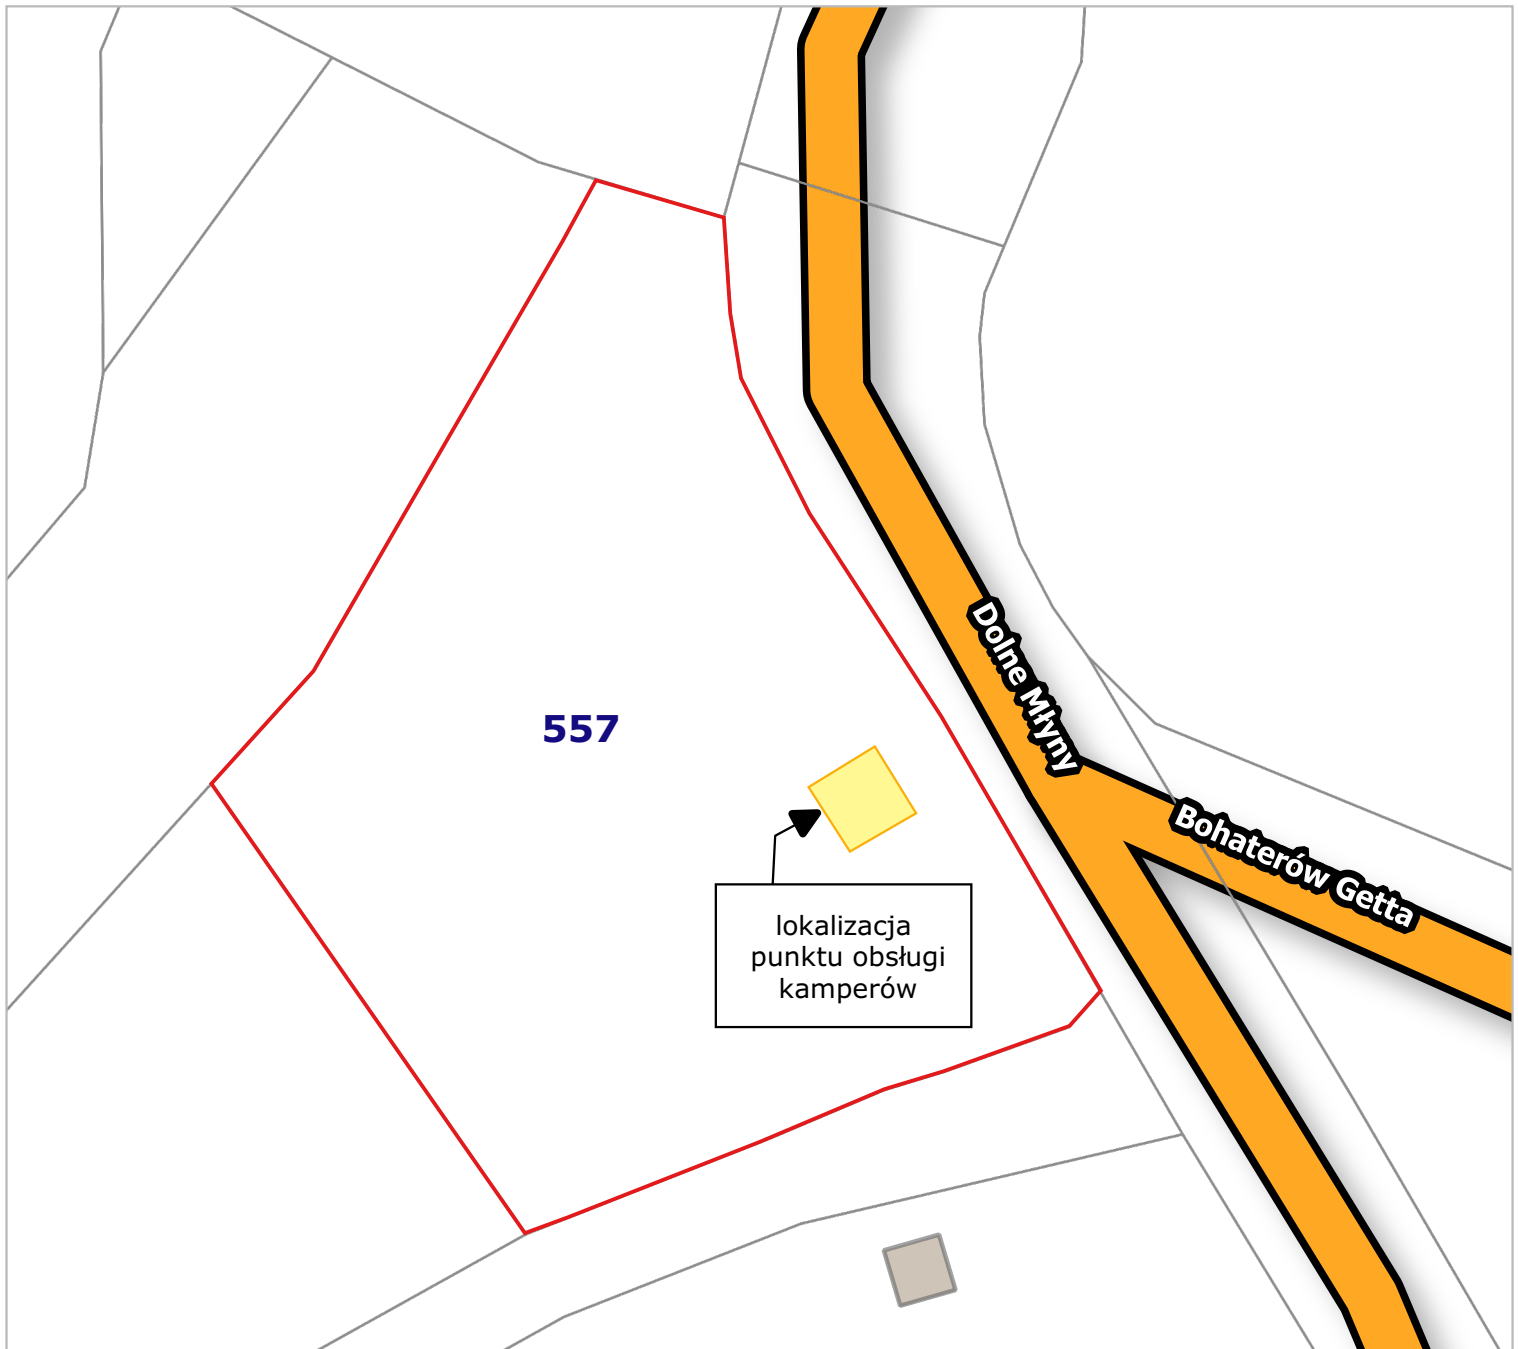 Dolne Młyny
557
Bohaterów Getta
lokalizacja
punktu obsługi
kamperów